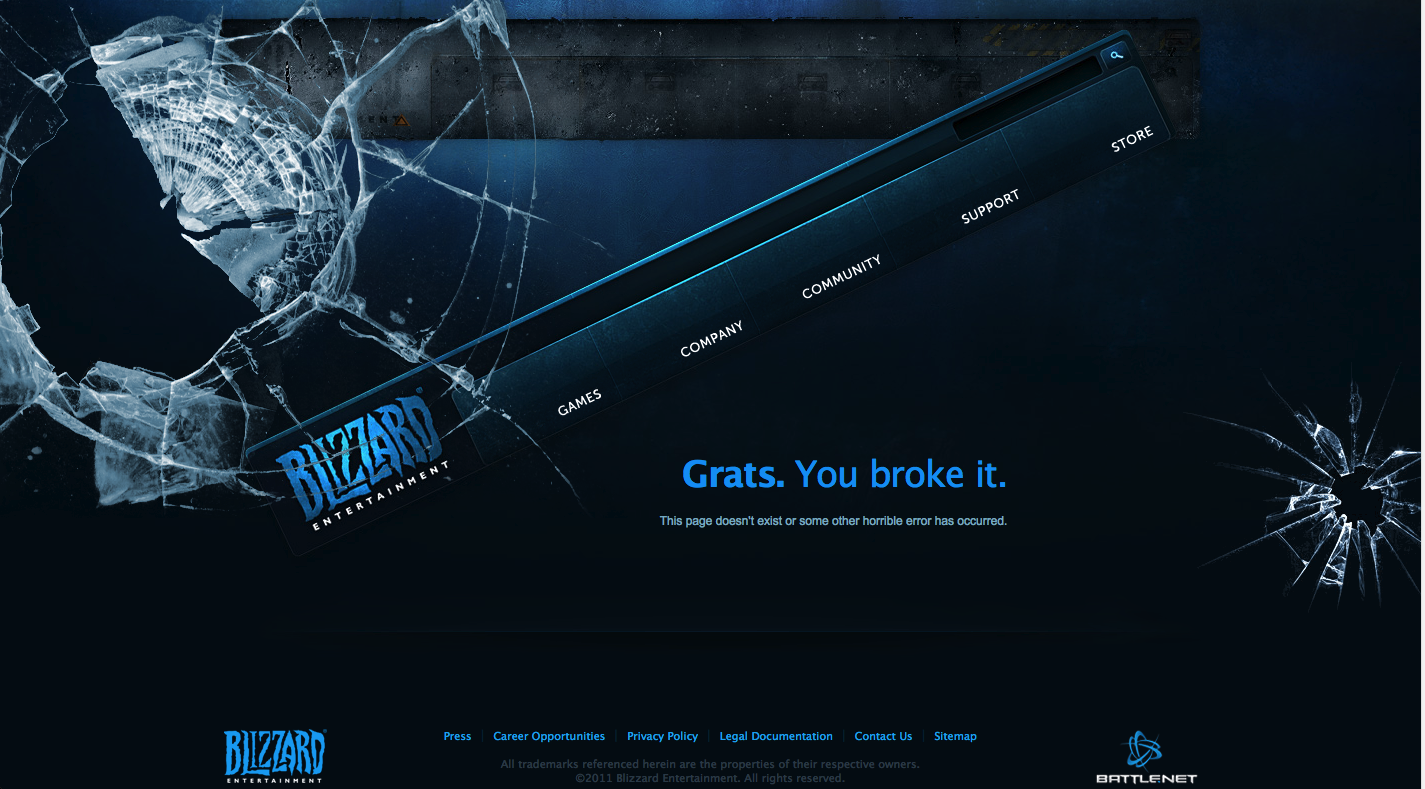 STORE
SUPPORT
COMMUNITY
COMPANY
GAMES
BLIZZARD®
ENTERTAINMENT
Grats. You broke it.
This page doesn't exist or some other horrible error has occurred.
BLIZZARD®
ENTERTAINMENT
Press
Career Opportunities
Privacy Policy
Legal Documentation
Contact Us
Sitemap
All trademarks referenced herein are the properties of their respective owners.
©2011 Blizzard Entertainment. All rights reserved.
BATTLE.NET